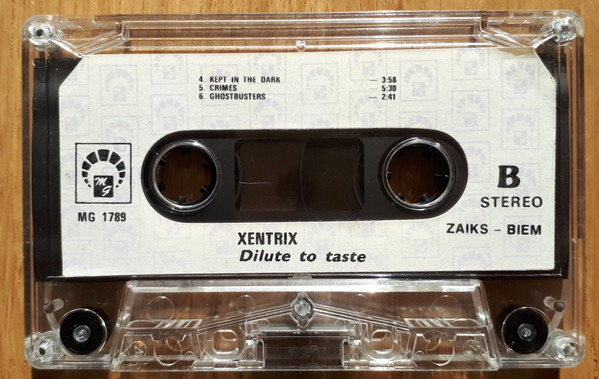 4. KEPT IN THE DARK — 3:58
5. CRIMES — 5:30
6. GHOSTBUSTERS — 2:41
MG
MG 1789
B
STEREO
ZAIKS - BIEM
XENTRIX
Dilute to taste